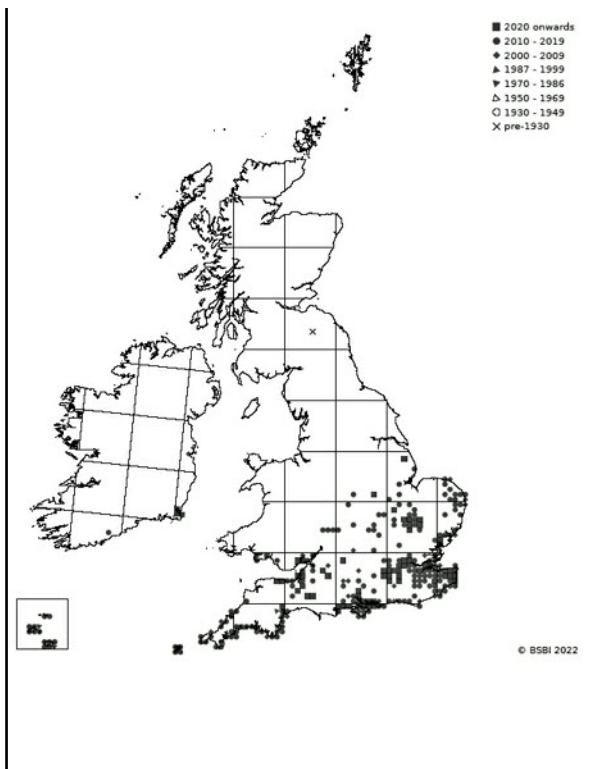 2020 onwards
2010 - 2019
2000 - 2009
1987 - 1999
1970 - 1986
1950 - 1969
1930 - 1949
pre-1930
© BSBI 2022